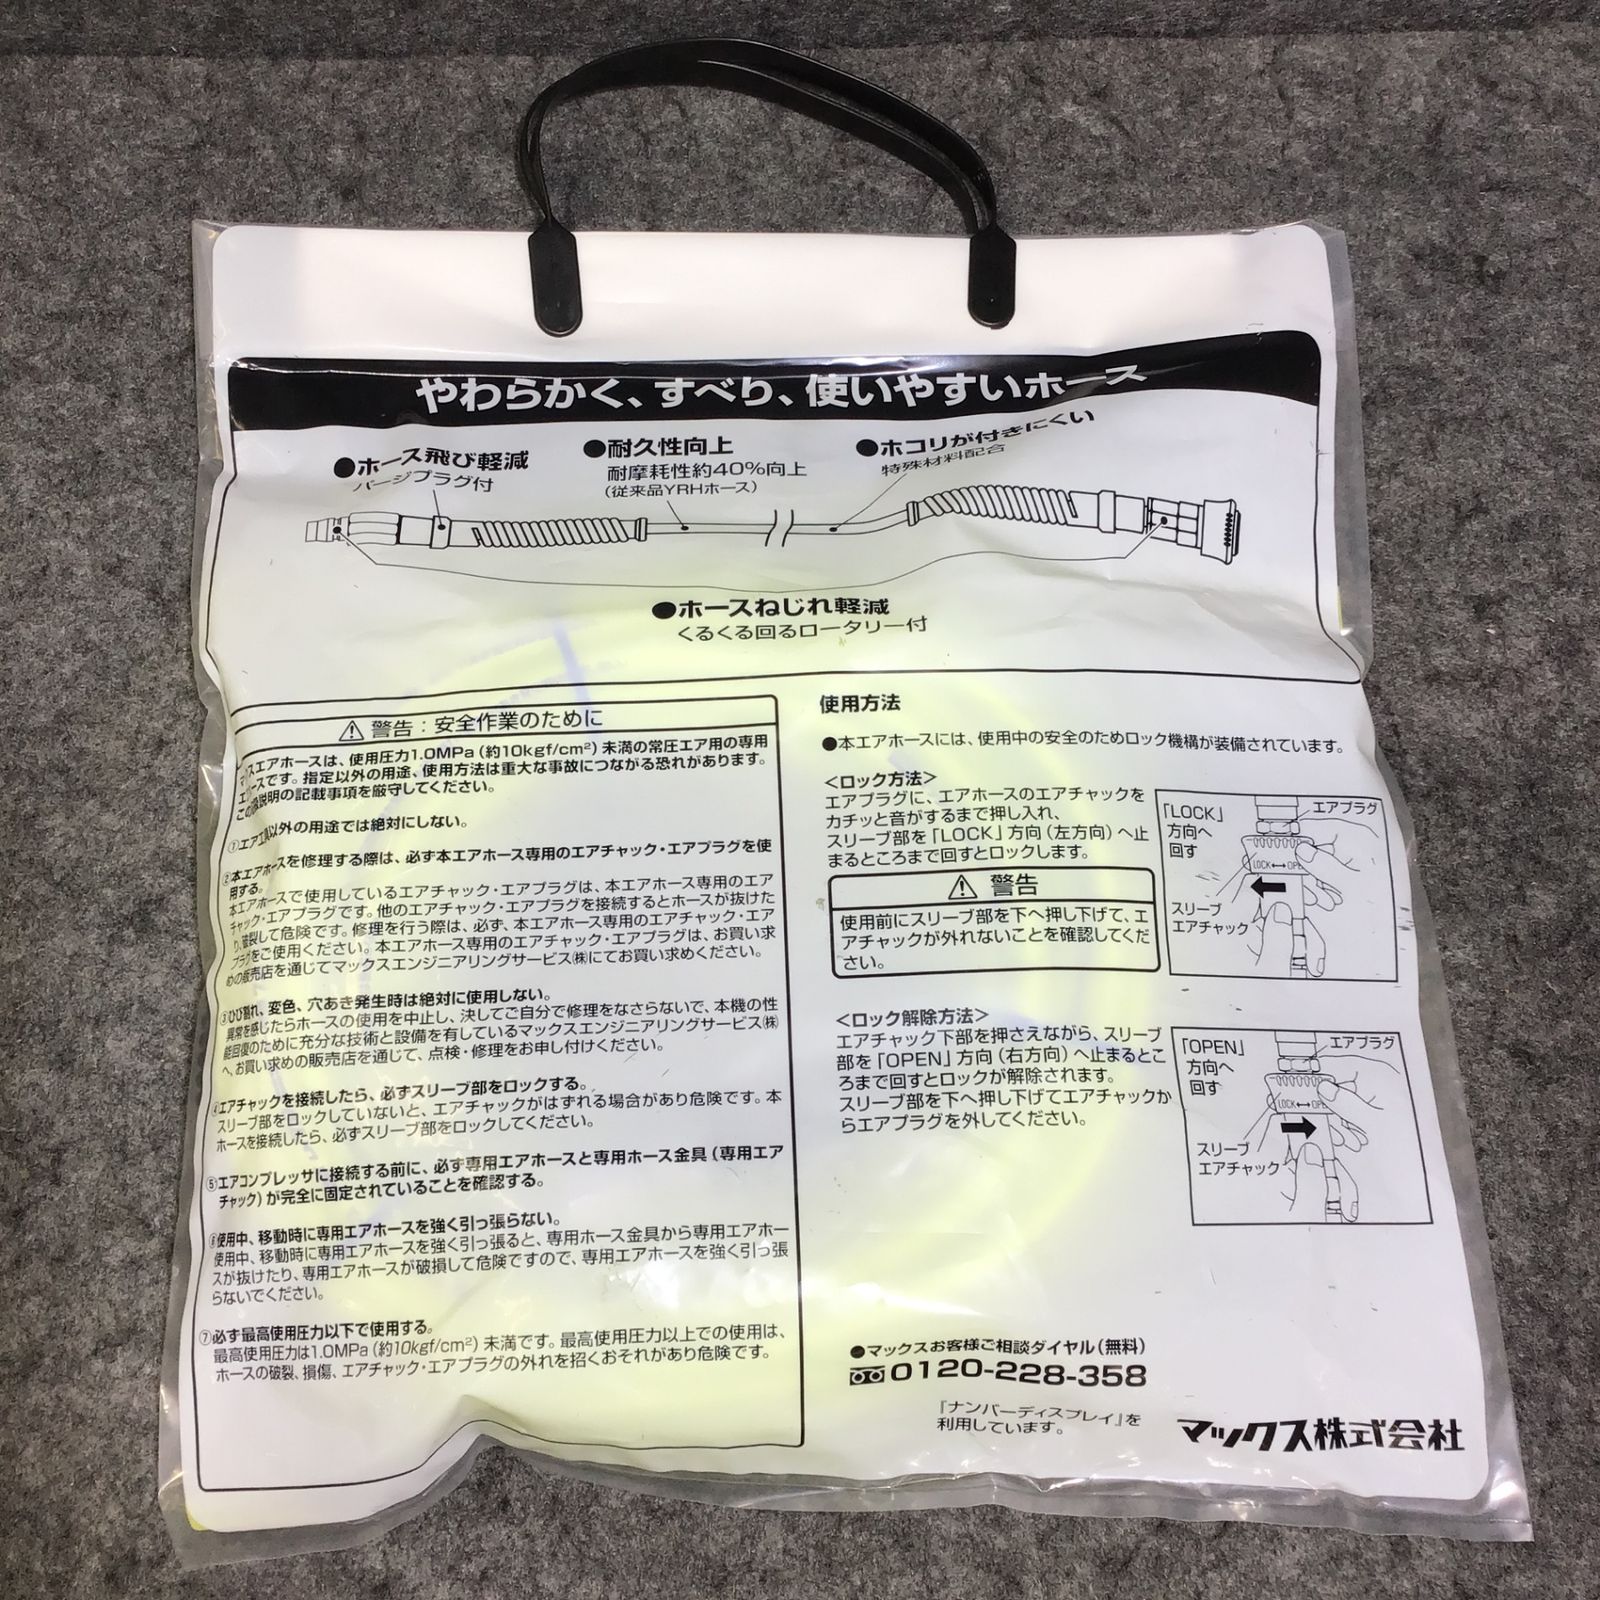 やわらかく、すべり、使いやすいホース
●ホース飛び軽減
パージプラグ付
●耐久性向上
耐摩耗性約40%向上
(従来品YRHホース)
●ホコリが付きにくい
特殊材料配合
●ホースねじれ軽減
くるくる回るロータリー付
⚠ 警告：安全作業のために
マックスエアホースは、使用圧力1.0MPa(約10kgf/cm²)未満の常圧エア用の専用
エアホースです。指定以外の用途、使用方法は重大な事故につながる恐れがあります。
この取扱説明の記載事項を厳守してください。
①エア工具以外の用途では絶対にしない。
②本エアホースを修理する際は、必ず本エアホース専用のエアチャック・エアプラグを使
用する。
本エアホースで使用しているエアチャック・エアプラグは、本エアホース専用のエア
チャック・エアプラグです。他のエアチャック・エアプラグを接続するとホースが抜けた
り、破裂して危険です。修理を行う際は、必ず、本エアホース専用のエアチャック・エア
プラグをご使用ください。本エアホース専用のエアチャック・エアプラグは、お買い求
めの販売店を通じてマックスエンジニアリングサービス㈱にてお買い求めください。
③ひび割れ、変色、穴あき発生時は絶対に使用しない。
異常を感じたらホースの使用を中止し、決してご自分で修理をなさらないで、本機の性
能回復のために充分な技術と設備を有しているマックスエンジニアリングサービス㈱
へ、お買い求めの販売店を通じて、点検・修理をお申し付けください。
④エアチャックを接続したら、必ずスリーブ部をロックする。
スリーブ部をロックしていないと、エアチャックがはずれる場合があり危険です。本
ホースを接続したら、必ずスリーブ部をロックしてください。
⑤エアコンプレッサに接続する前に、必ず専用エアホースと専用ホース金具(専用エア
チャック)が完全に固定されていることを確認する。
⑥使用中、移動時に専用エアホースを強く引っ張らない。
使用中、移動時に専用エアホースを強く引っ張ると、専用ホース金具から専用エアホー
スが抜けたり、専用エアホースが破損して危険ですので、専用エアホースを強く引っ張
らないでください。
⑦必ず最高使用圧力以下で使用する。
最高使用圧力は1.0MPa(約10kgf/cm²)未満です。最高使用圧力以上での使用は、
ホースの破裂、損傷、エアチャック・エアプラグの外れを招くおそれがあり危険です。
使用方法
●本エアホースには、使用中の安全のためロック機構が装備されています。
<ロック方法>
エアプラグに、エアホースのエアチャックを
カチッと音がするまで押し入れ、
スリーブ部を「LOCK」方向(左方向)へ止
まるところまで回すとロックします。
⚠ 警告
使用前にスリーブ部を下へ押し下げて、エ
アチャックが外れないことを確認してくだ
さい。
「LOCK」
方向へ
回す
エアプラグ
LOCK⟷OPE
スリーブ
エアチャック
<ロック解除方法>
エアチャック下部を押さえながら、スリーブ
部を「OPEN」方向(右方向)へ止まるとこ
ろまで回すとロックが解除されます。
スリーブ部を下へ押し下げてエアチャックか
らエアプラグを外してください。
「OPEN」
方向へ
回す
エアプラグ
LOCK⟷OPE
スリーブ
エアチャック
●マックスお客様ご相談ダイヤル(無料)
0120-228-358
「ナンバーディスプレイ」を
利用しています。
マックス株式会社